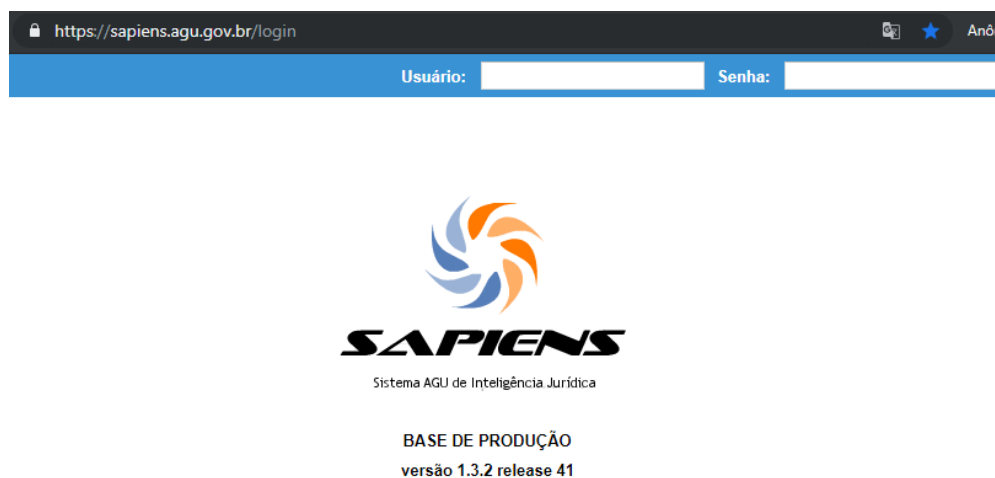 https://sapiens.agu.gov.br/login Anô
Usuário: Senha:
SAPIENS
Sistema AGU de Inteligência Jurídica
BASE DE PRODUÇÃO
versão 1.3.2 release 41